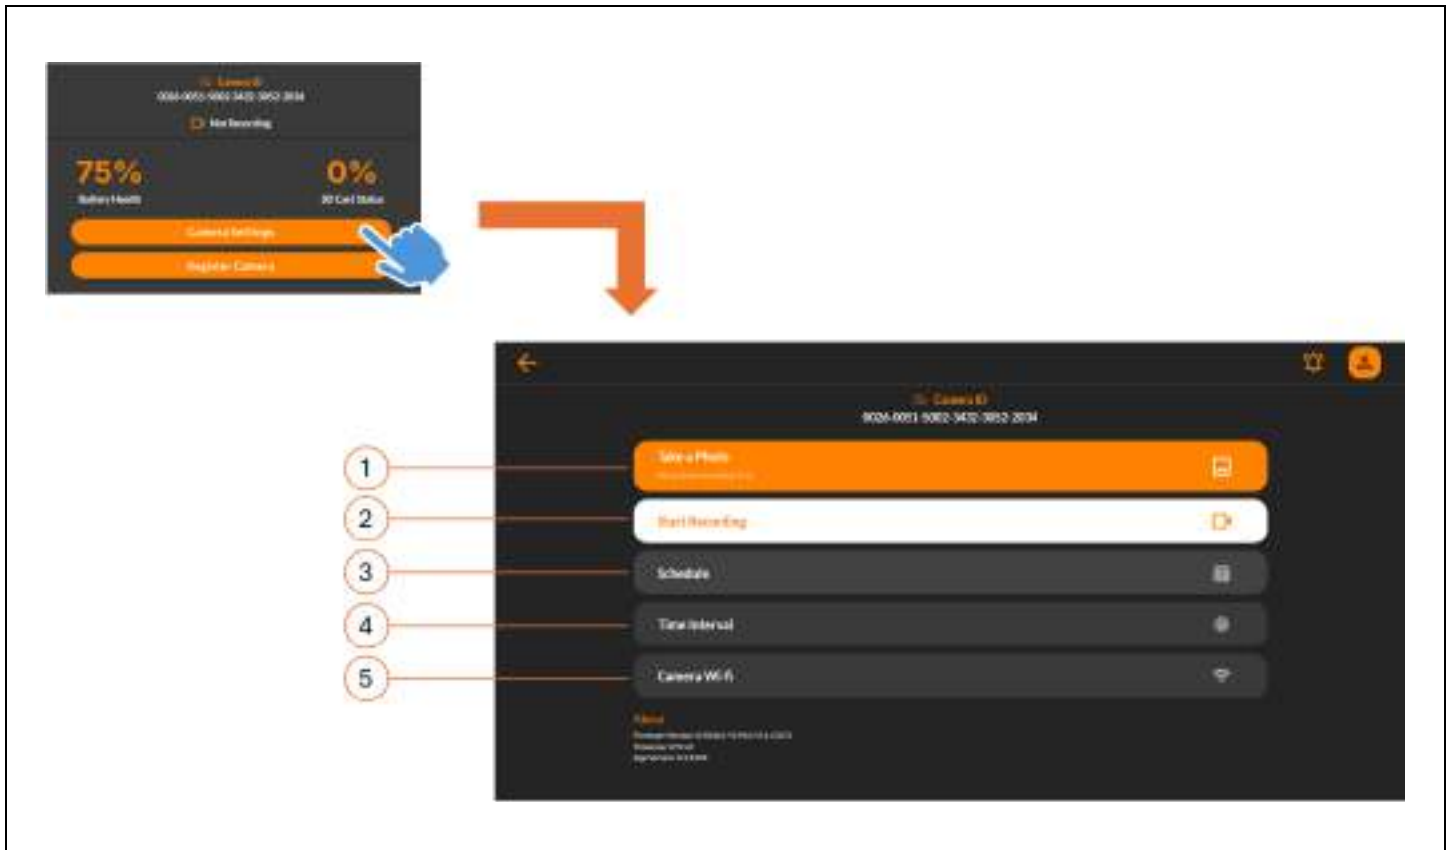 Camera ID
0026-0051-5002-3432-3052-2034
Not Recording
75%
0%
Battery Health
SD Card Status
Camera Settings
Register Camera
Camera ID
0026-0051-5002-3432-3052-2034
1
Take a Photo
2
Start Recording
3
Schedule
4
Time Interval
5
Camera Wi-fi
About